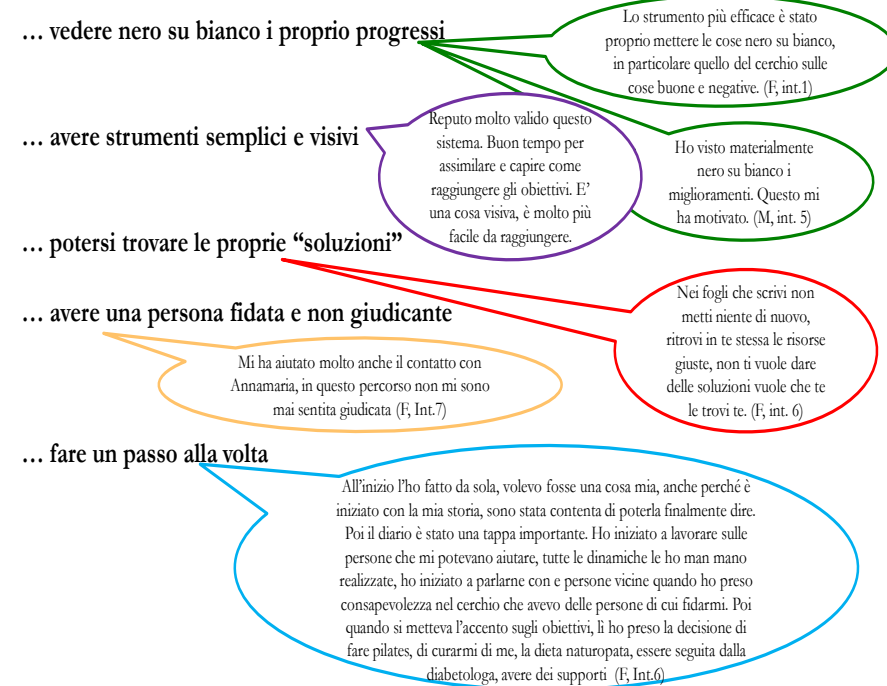 … vedere nero su bianco i proprio progressi
Lo strumento più efficace è stato
proprio mettere le cose nero su bianco,
in particolare quello del cerchio sulle
cose buone e negative. (F, int.1)
Ho visto materialmente
nero su bianco i
miglioramenti. Questo mi
ha motivato. (M, int. 5)
… avere strumenti semplici e visivi
Reputo molto valido questo
sistema. Buon tempo per
assimilare e capire come
raggiungere gli obiettivi. E’
una cosa visiva, è molto più
facile da raggiungere.
… potersi trovare le proprie “soluzioni”
Nei fogli che scrivi non
metti niente di nuovo,
ritrovi in te stessa le risorse
giuste, non ti vuole dare
delle soluzioni vuole che te
le trovi te. (F, int. 6)
… avere una persona fidata e non giudicante
Mi ha aiutato molto anche il contatto con
Annamaria, in questo percorso non mi sono
mai sentita giudicata (F, Int.7)
… fare un passo alla volta
All’inizio l’ho fatto da sola, volevo fosse una cosa mia, anche perché è
iniziato con la mia storia, sono stata contenta di poterla finalmente dire.
Poi il diario è stato una tappa importante. Ho iniziato a lavorare sulle
persone che mi potevano aiutare, tutte le dinamiche le ho man mano
realizzate, ho iniziato a parlarne con e persone vicine quando ho preso
consapevolezza nel cerchio che avevo delle persone di cui fidarmi. Poi
quando si metteva l’accento sugli obiettivi, lì ho preso la decisione di
fare pilates, di curarmi di me, la dieta naturopata, essere seguita dalla
diabetologa, avere dei supporti (F, Int.6)